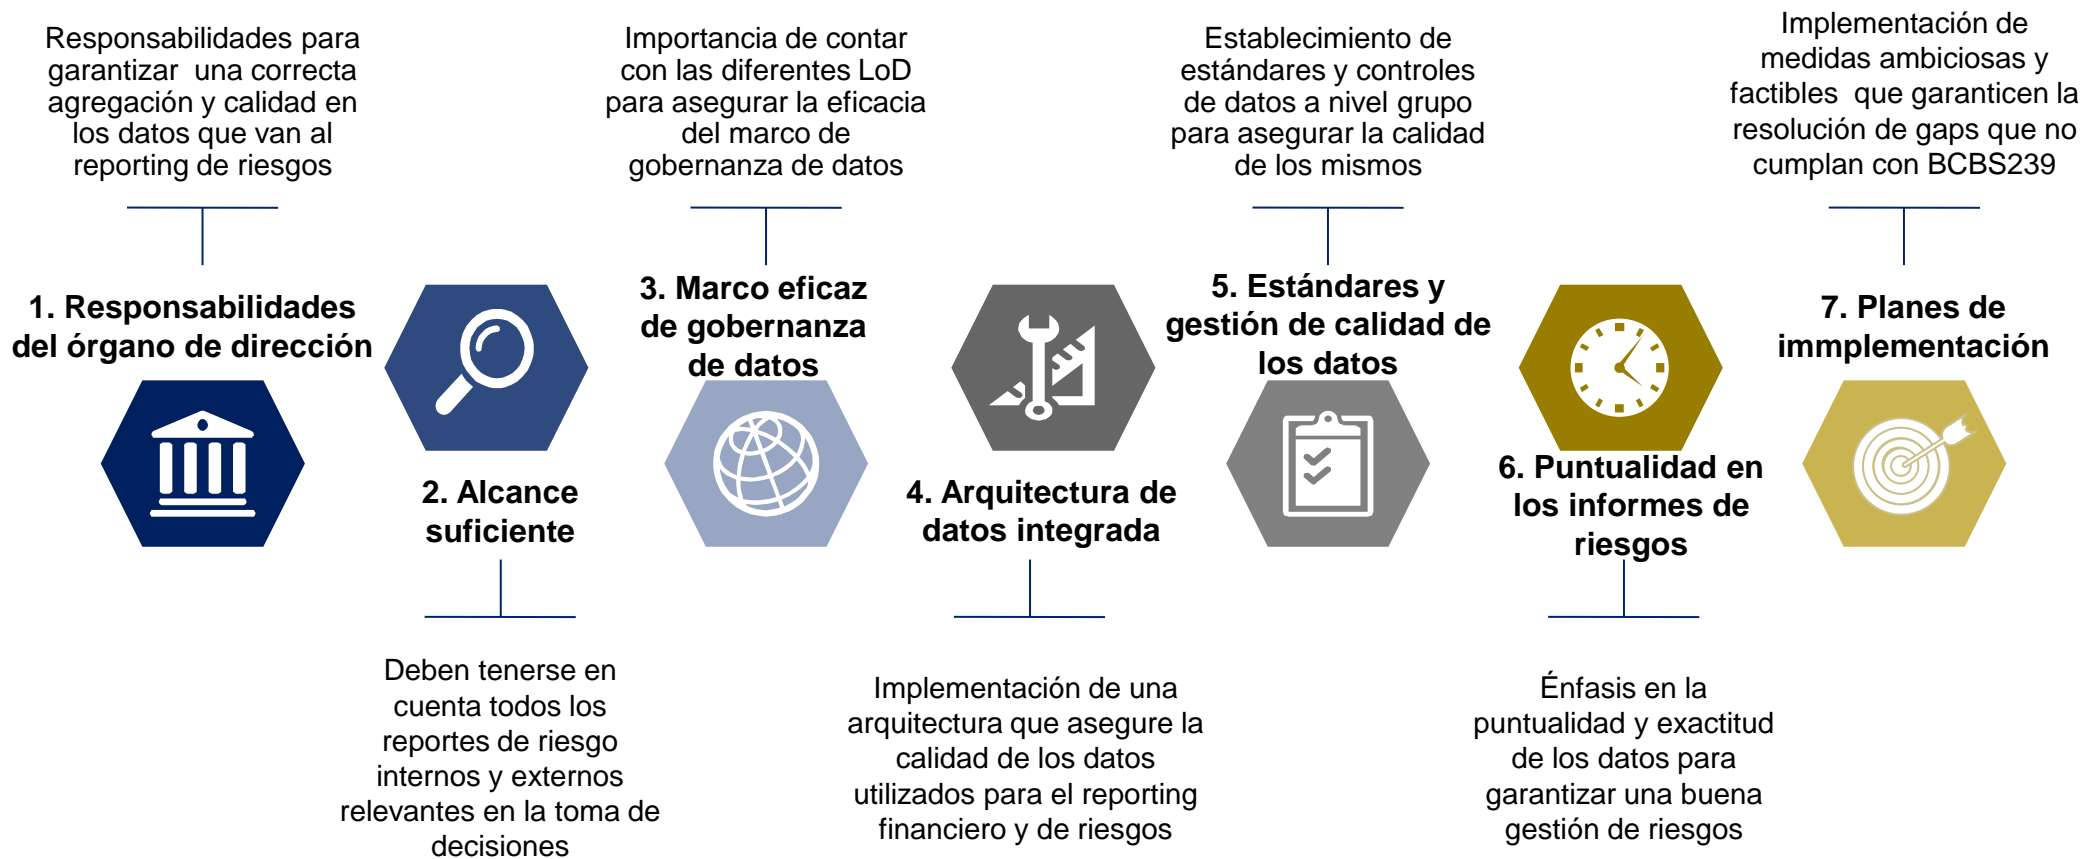 Responsabilidades para
garantizar una correcta
agregación y calidad en
los datos que van al
reporting de riesgos
1. Responsabilidades
del órgano de dirección
2. Alcance
suficiente
Deben tenerse en
cuenta todos los
reportes de riesgo
internos y externos
relevantes en la toma de
decisiones
Importancia de contar
con las diferentes LoD
para asegurar la eficacia
del marco de
gobernanza de datos
3. Marco eficaz
de gobernanza
de datos
4. Arquitectura de
datos integrada
Implementación de una
arquitectura que asegure la
calidad de los datos
utilizados para el reporting
financiero y de riesgos
Establecimiento de
estándares y controles
de datos a nivel grupo
para asegurar la calidad
de los mismos
5. Estándares y
gestión de calidad de
los datos
6. Puntualidad en
los informes de
riesgos
Énfasis en la
puntualidad y exactitud
de los datos para
garantizar una buena
gestión de riesgos
Implementación de
medidas ambiciosas y
factibles que garanticen la
resolución de gaps que no
cumplan con BCBS239
7. Planes de
immplementación